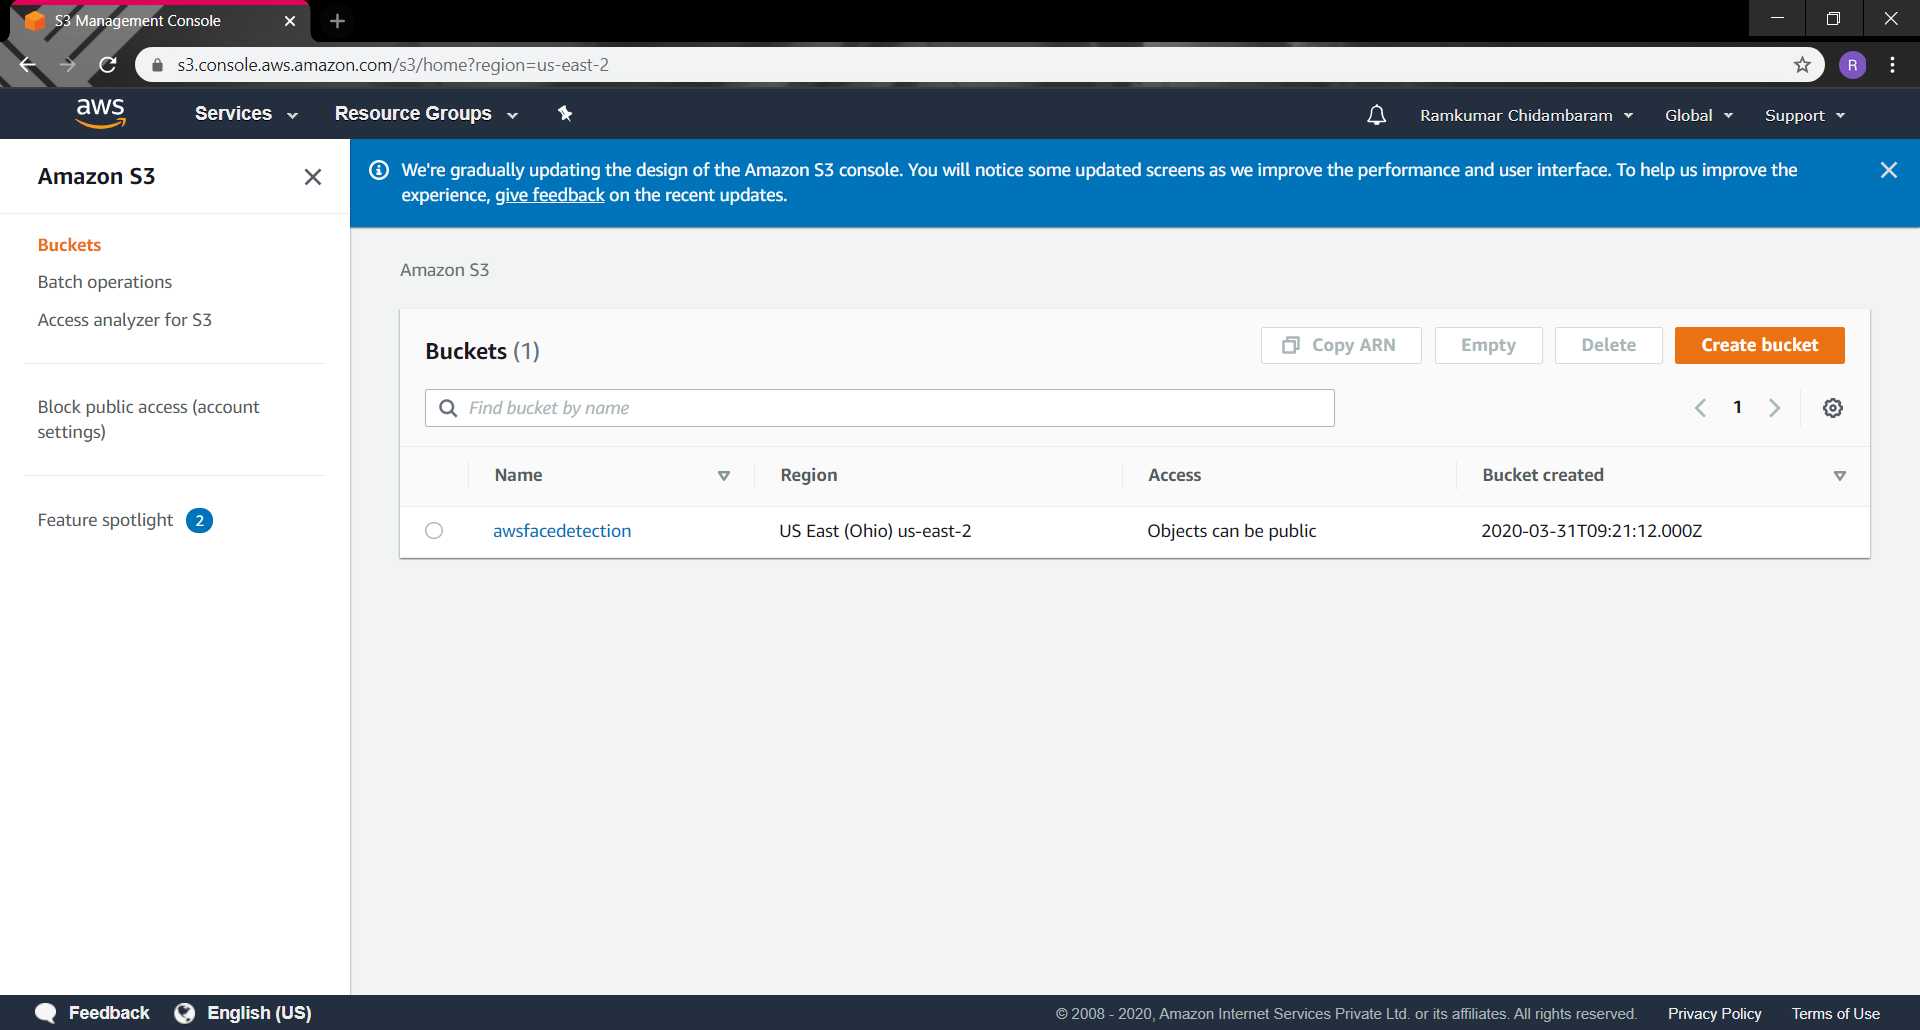 S3 Management Console
s3.console.aws.amazon.com/s3/home?region=us-east-2
R
aws
Services
Resource Groups
Ramkumar Chidambaram
Global
Support
Amazon S3
Buckets
Batch operations
Access analyzer for S3
Block public access (account
settings)
Feature spotlight 2
We're gradually updating the design of the Amazon S3 console. You will notice some updated screens as we improve the performance and user interface. To help us improve the
experience, give feedback on the recent updates.
Amazon S3
Buckets (1)
Copy ARN
Empty
Delete
Create bucket
Find bucket by name
1
Name
Region
Access
Bucket created
awsfacedetection
US East (Ohio) us-east-2
Objects can be public
2020-03-31T09:21:12.000Z
Feedback
English (US)
© 2008 - 2020, Amazon Internet Services Private Ltd. or its affiliates. All rights reserved.
Privacy Policy
Terms of Use